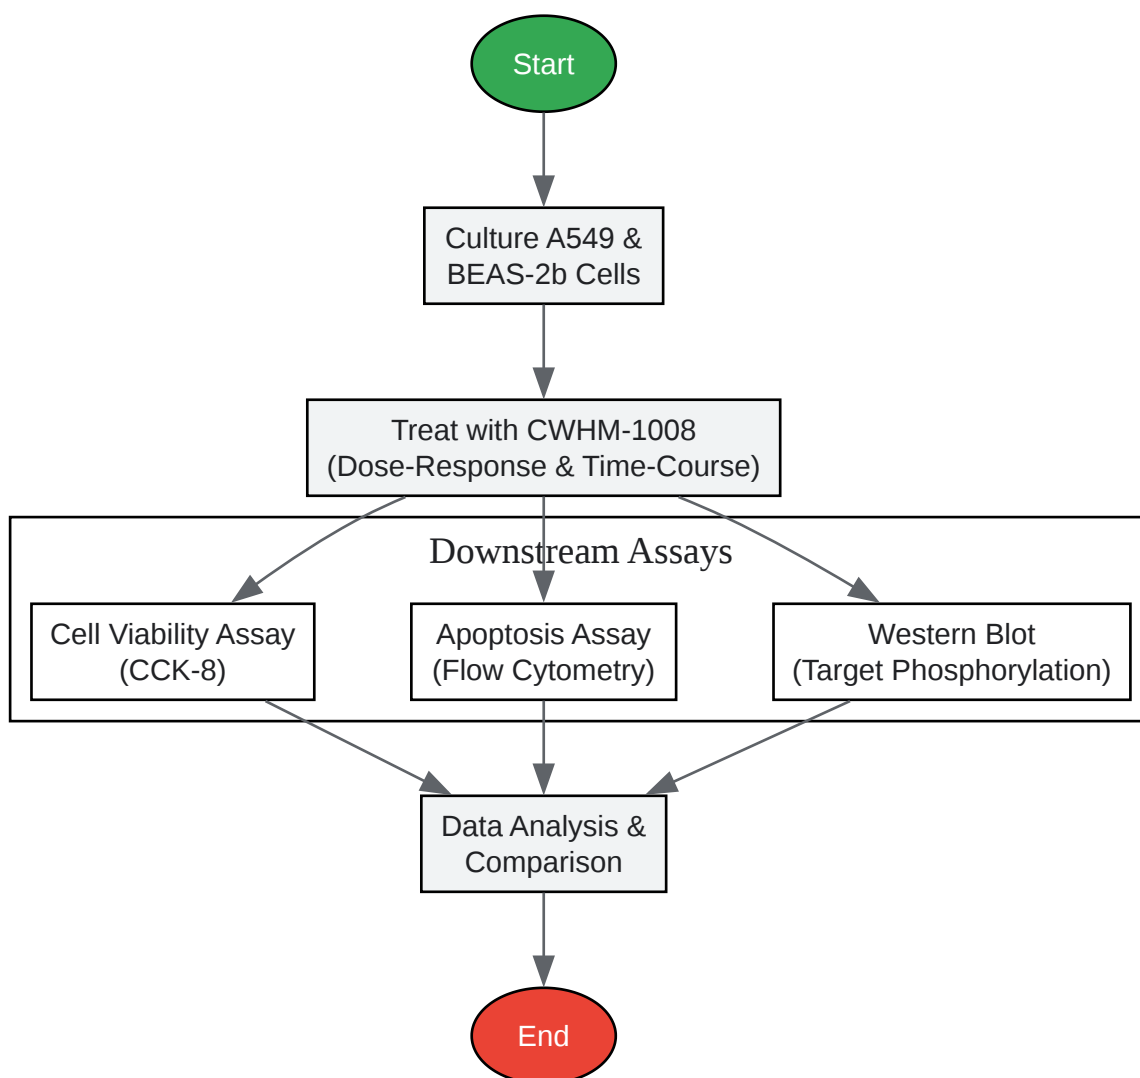 Start
Culture A549 &
BEAS-2b Cells
Treat with CWHM-1008
(Dose-Response & Time-Course)
Downstream Assays
Cell Viability Assay
(CCK-8)
Apoptosis Assay
(Flow Cytometry)
Western Blot
(Target Phosphorylation)
Data Analysis &
Comparison
End